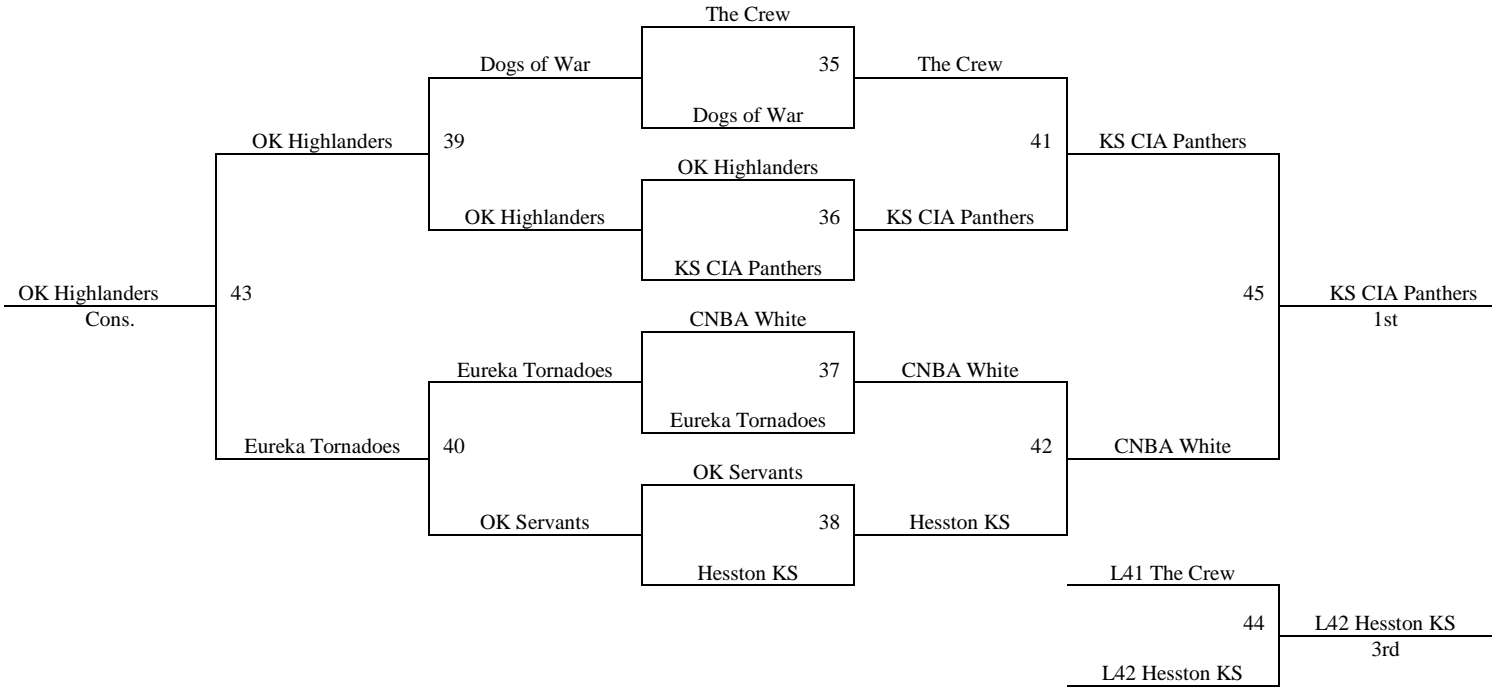 The Crew
Dogs of War 35 The Crew
Dogs of War
OK Highlanders 39 41 KS CIA Panthers
OK Highlanders
OK Highlanders 36 KS CIA Panthers
KS CIA Panthers
OK Highlanders 43 45 KS CIA Panthers
Cons. 1st
CNBA White
Eureka Tornadoes 37 CNBA White
Eureka Tornadoes
Eureka Tornadoes 40 42 CNBA White
OK Servants
OK Servants 38 Hesston KS
Hesston KS L41 The Crew
44 L42 Hesston KS
3rd
L42 Hesston KS